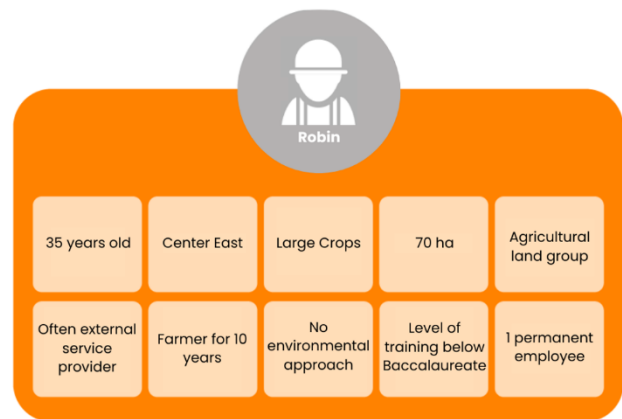 Robin
35 years old
Center East
Large Crops
70 ha
Agricultural
land group
Often external
service
provider
Farmer for 10
years
No
environmental
approach
Level of
training below
Baccalaureate
1 permanent
employee